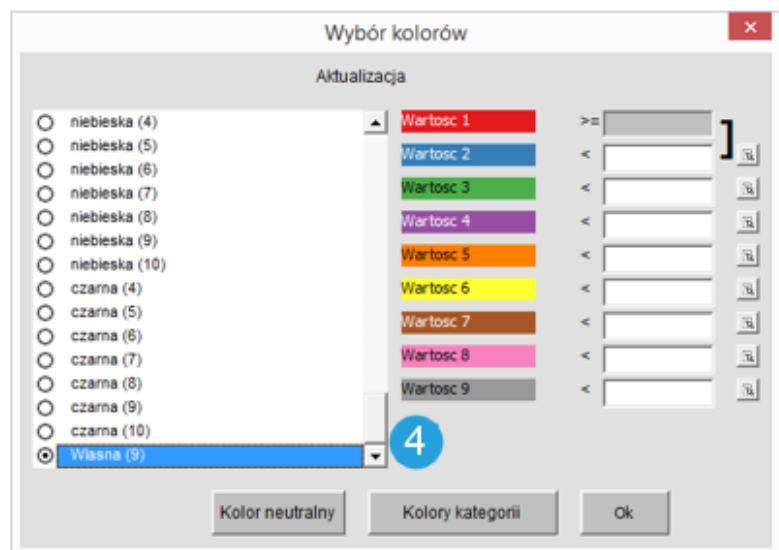 Wybór kolorów
Aktualizacja
niebieska (4)
niebieska (5)
niebieska (6)
niebieska (7)
niebieska (8)
niebieska (9)
niebieska (10)
czarna (4)
czarna (5)
czarna (6)
czarna (7)
czarna (8)
czarna (9)
czarna (10)
Wlasna (9)
Wartosc 1 >=
Wartosc 2 <
Wartosc 3 <
Wartosc 4 <
Wartosc 5 <
Wartosc 6 <
Wartosc 7 <
Wartosc 8 <
Wartosc 9 <
]
4
Kolor neutralny
Kolory kategorii
Ok